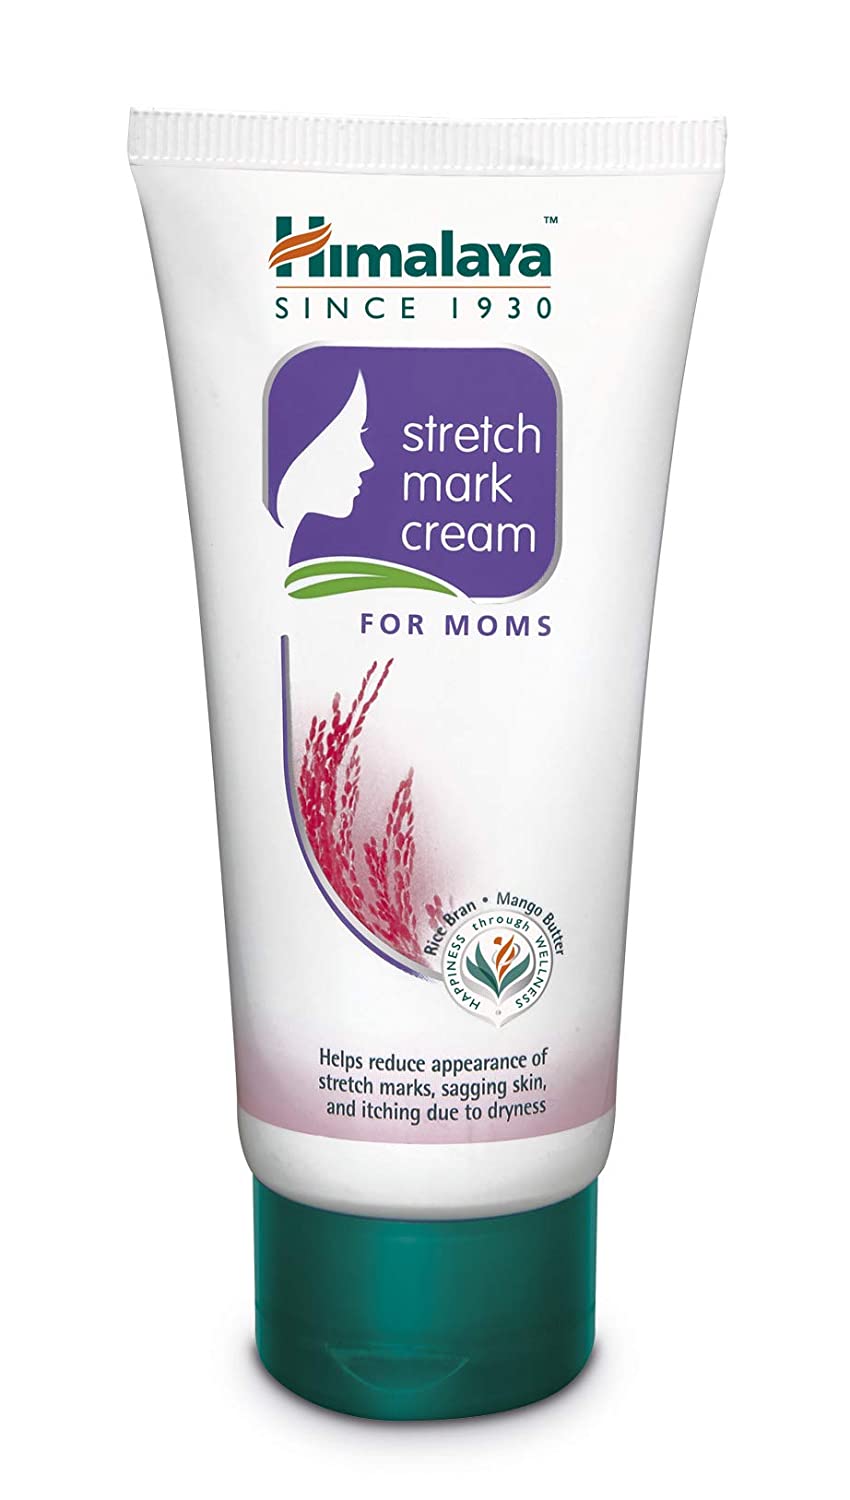 Himalaya™
SINCE 1930
stretch
mark
cream
FOR MOMS
Rice Bran • Mango Butter
HAPPINESS through WELLNESS
®
Helps reduce appearance of
stretch marks, sagging skin,
and itching due to dryness